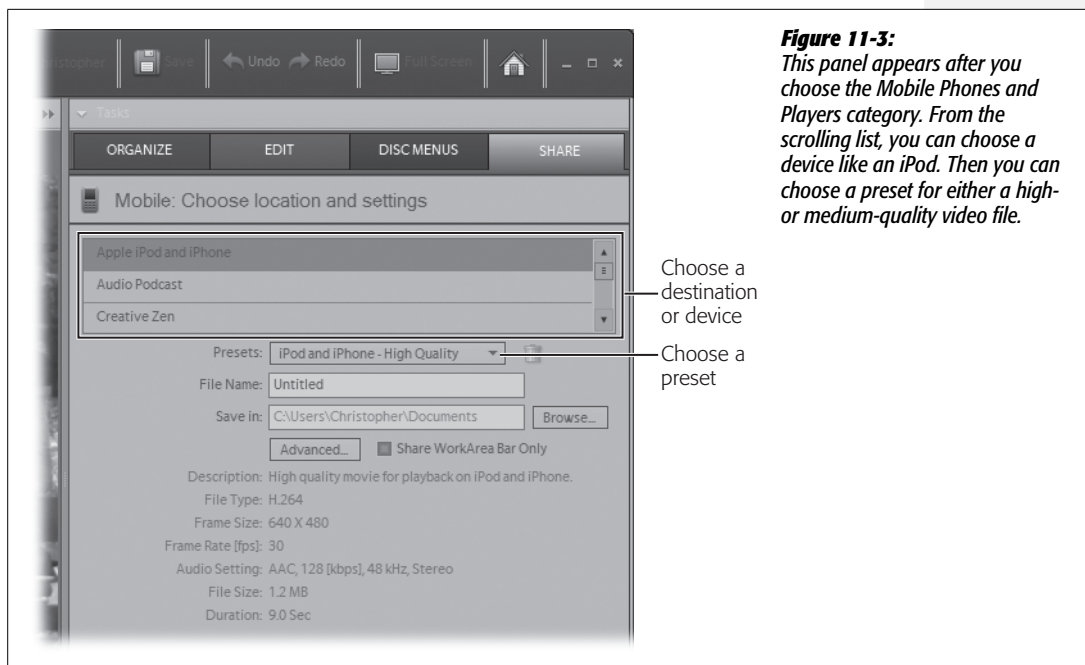 Save
Undo
Redo
Full Screen
Tasks
ORGANIZE
EDIT
DISC MENUS
SHARE
Mobile: Choose location and settings
Apple iPod and iPhone
Audio Podcast
Creative Zen
Presets: iPod and iPhone - High Quality
File Name: Untitled
Save in: C:\Users\Christopher\Documents
Browse...
Advanced...
Share WorkArea Bar Only
Description: High quality movie for playback on iPod and iPhone.
File Type: H.264
Frame Size: 640 X 480
Frame Rate [fps]: 30
Audio Setting: AAC, 128 [kbps], 48 kHz, Stereo
File Size: 1.2 MB
Duration: 9.0 Sec
Choose a
destination
or device
Choose a
preset
Figure 11-3:
This panel appears after you
choose the Mobile Phones and
Players category. From the
scrolling list, you can choose a
device like an iPod. Then you can
choose a preset for either a high-
or medium-quality video file.